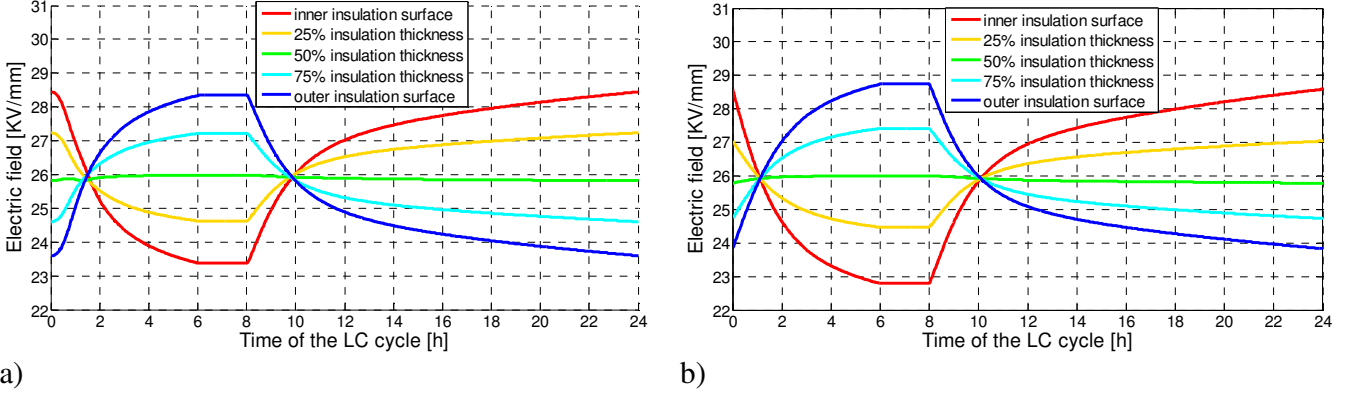 31
30
29
28
27
26
25
24
23
22
Electric field [KV/mm]
0 2 4 6 8 10 12 14 16 18 20 22 24
Time of the LC cycle [h]
inner insulation surface
25% insulation thickness
50% insulation thickness
75% insulation thickness
outer insulation surface
a)
31
30
29
28
27
26
25
24
23
22
Electric field [KV/mm]
0 2 4 6 8 10 12 14 16 18 20 22 24
Time of the LC cycle [h]
inner insulation surface
25% insulation thickness
50% insulation thickness
75% insulation thickness
outer insulation surface
b)